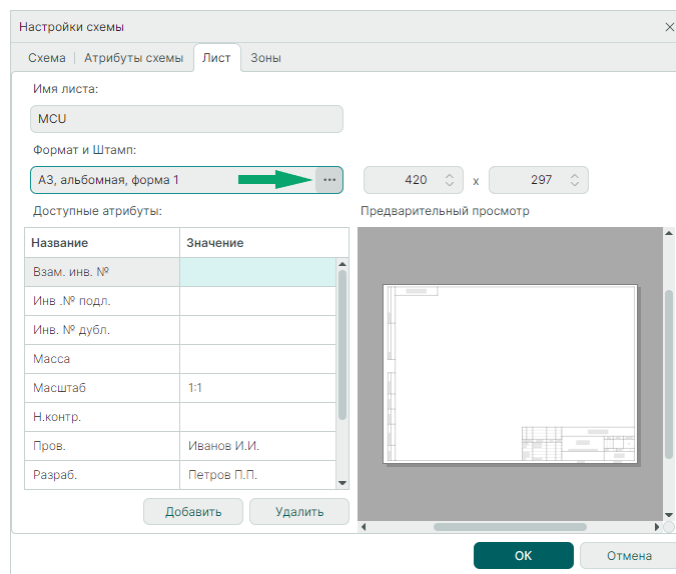 Настройки схемы
Схема | Атрибуты схемы Лист Зоны
Имя листа:
MCU
Формат и Штамп:
А3, альбомная, форма 1 ... 420 x 297
Доступные атрибуты: Предварительный просмотр
Название Значение
Взам. инв. №
Инв .№ подл.
Инв. № дубл.
Масса
Масштаб 1:1
Н.контр.
Пров. Иванов И.И.
Разраб. Петров П.П.
Добавить Удалить
OK Отмена